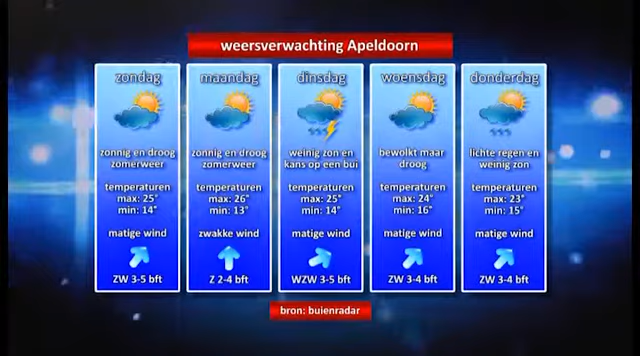 weersverwachting Apeldoorn
zondag
zonnig en droog
zomerweer
temperaturen
max: 25°
min: 14°
matige wind
ZW 3-5 bft
maandag
zonnig en droog
zomerweer
temperaturen
max: 26°
min: 13°
zwakke wind
Z 2-4 bft
dinsdag
weinig zon en
kans op een bui
temperaturen
max: 25°
min: 14°
matige wind
WZW 3-5 bft
woensdag
bewolkt maar
droog
temperaturen
max: 24°
min: 16°
matige wind
ZW 3-4 bft
donderdag
lichte regen en
weinig zon
temperaturen
max: 23°
min: 15°
matige wind
ZW 3-4 bft
bron: buienradar